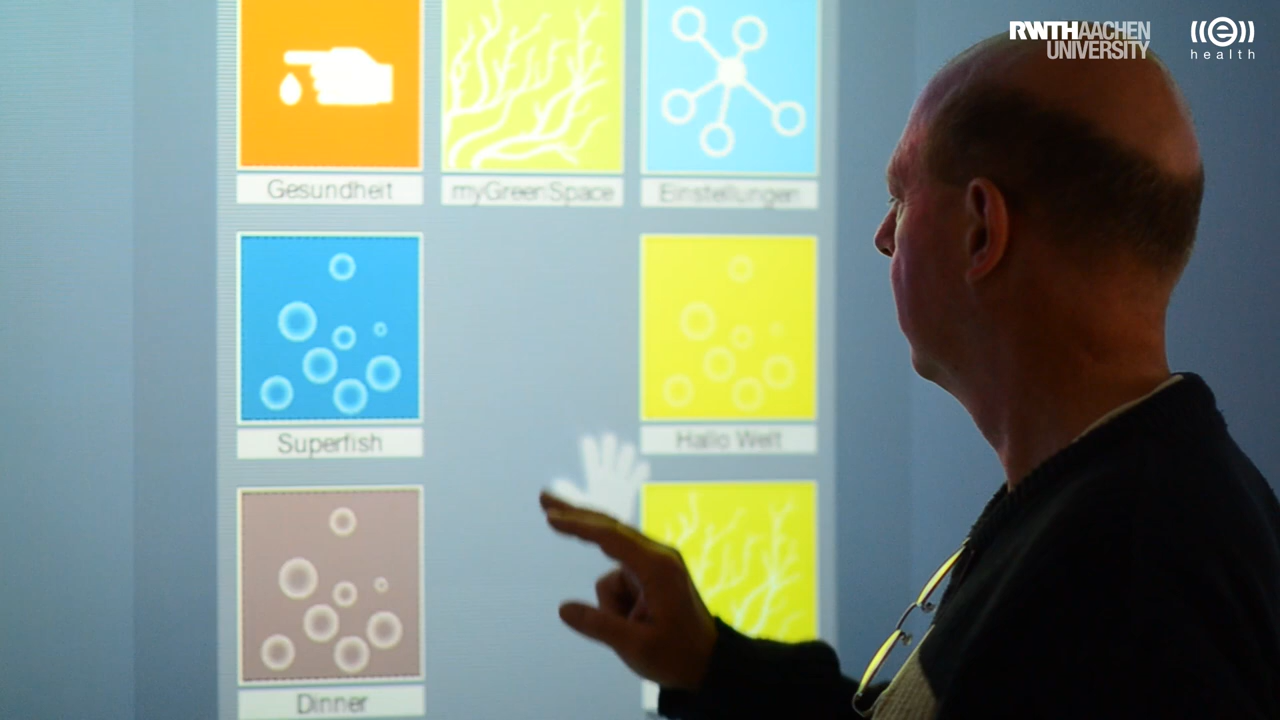 RWTHAACHEN
UNIVERSITY
e
health
Gesundheit
myGreenSpace
Einstellungen
Superfish
Hallo Welt
Dinner